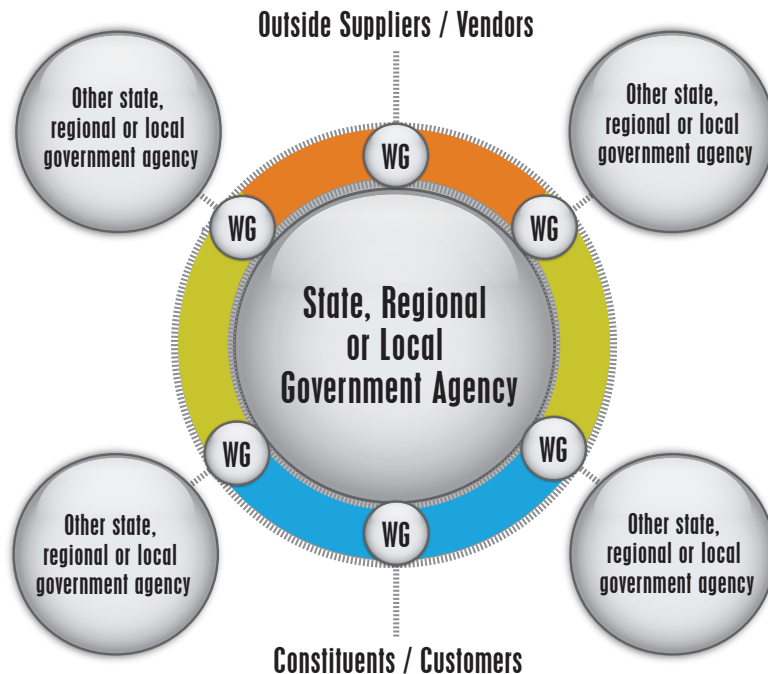 Outside Suppliers / Vendors
Other state,
regional or local
government agency
Other state,
regional or local
government agency
WG
WG
WG
State, Regional
or Local
Government Agency
WG
WG
WG
Other state,
regional or local
government agency
Other state,
regional or local
government agency
Constituents / Customers